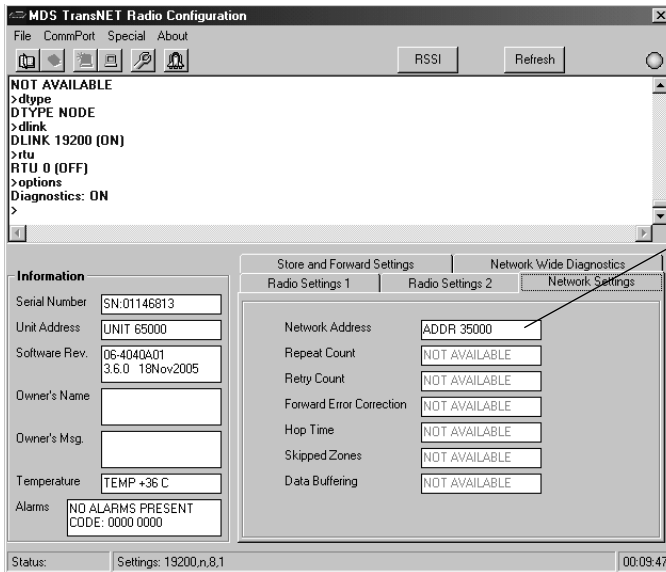 MDS TransNET Radio Configuration
File CommPort Special About
RSSI Refresh
NOT AVAILABLE
>dtype
DTYPE NODE
>dlink
DLINK 19200 (ON)
>rtu
RTU 0 (OFF)
>options
Diagnostics: ON
>
Information
Serial Number SN:01146813
Unit Address UNIT 65000
Software Rev. 06-4040A01
3.6.0 18Nov2005
Owner's Name
Owner's Msg.
Temperature TEMP +36 C
Alarms NO ALARMS PRESENT
CODE: 0000 0000
Store and Forward Settings Network Wide Diagnostics
Radio Settings 1 Radio Settings 2 Network Settings
Network Address ADDR 35000
Repeat Count NOT AVAILABLE
Retry Count NOT AVAILABLE
Forward Error Correction NOT AVAILABLE
Hop Time NOT AVAILABLE
Skipped Zones NOT AVAILABLE
Data Buffering NOT AVAILABLE
Status: Settings: 19200,n,8,1 00:09:47